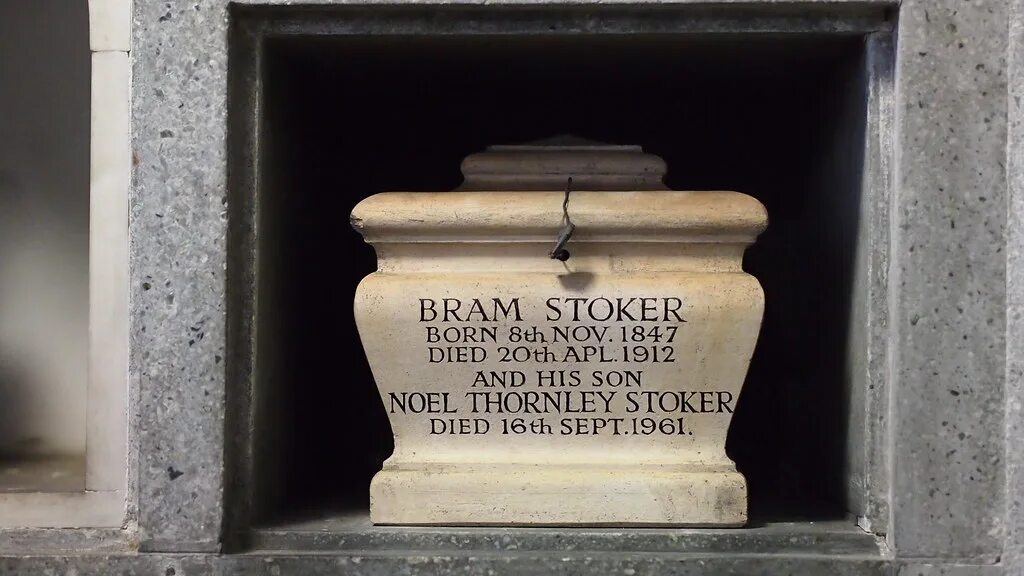 BRAM STOKER
BORN 8th NOV. 1847
DIED 20th APL. 1912
AND HIS SON
NOEL THORNLEY STOKER
DIED 16th SEPT. 1961.